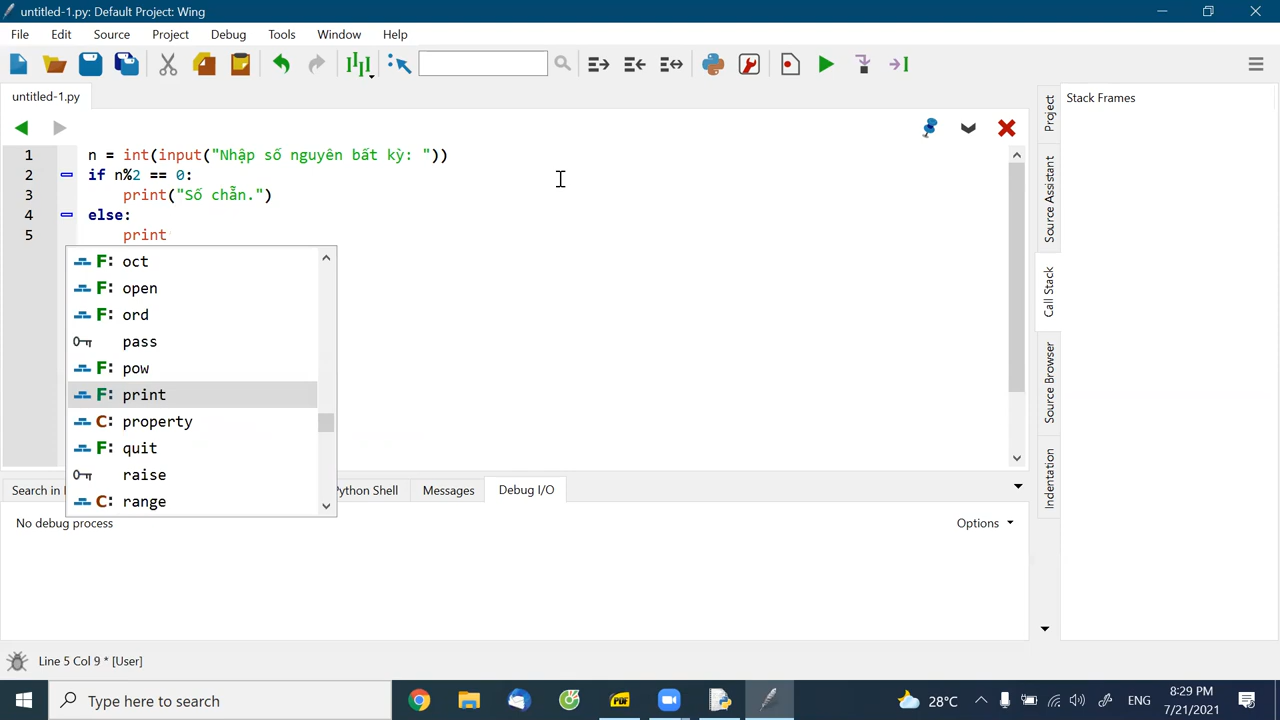 untitled-1.py: Default Project: Wing
File Edit Source Project Debug Tools Window Help
untitled-1.py
1 n = int(input("Nhập số nguyên bất kỳ: "))
2 if n%2 == 0:
3 print("Số chẵn.")
4 else:
5 print
F: oct
F: open
F: ord
pass
F: pow
F: print
C: property
F: quit
raise
C: range
Project
Source Assistant
Call Stack
Source Browser
Indentation
Stack Frames
Search in
Python Shell Messages Debug I/O
No debug process Options
Line 5 Col 9 * [User]
Type here to search
PDF
28°C ENG 8:29 PM
7/21/2021